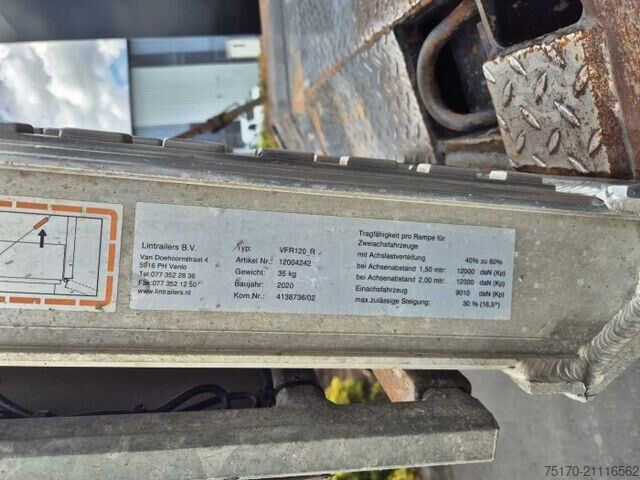 Lintrailers B.V.
Van Doehcornstraat 4
5916 PH Venlo
Tel:077 352 28 36
Fax:077 352 12 50
www.lintrailers.nl
Typ: VFR120_R
Artikel Nr.: 12004242
Gewicht: 35 kg
Baujahr: 2020
Kom.Nr.: 4138736/02
Tragfähigkeit pro Rampe für
Zweiachsfahrzeuge
mit Achslastverteilung 40% zu 60%
bei Achsenabstand 1,50 mtr: 12000 daN (Kp)
bei Achsenabstand 2.00 mtr: 12000 daN (Kp)
Einachsfahrzeug 9010 daN (Kp)
max.zulässige Steigung: 30 % (16,5°)
75170-21116562